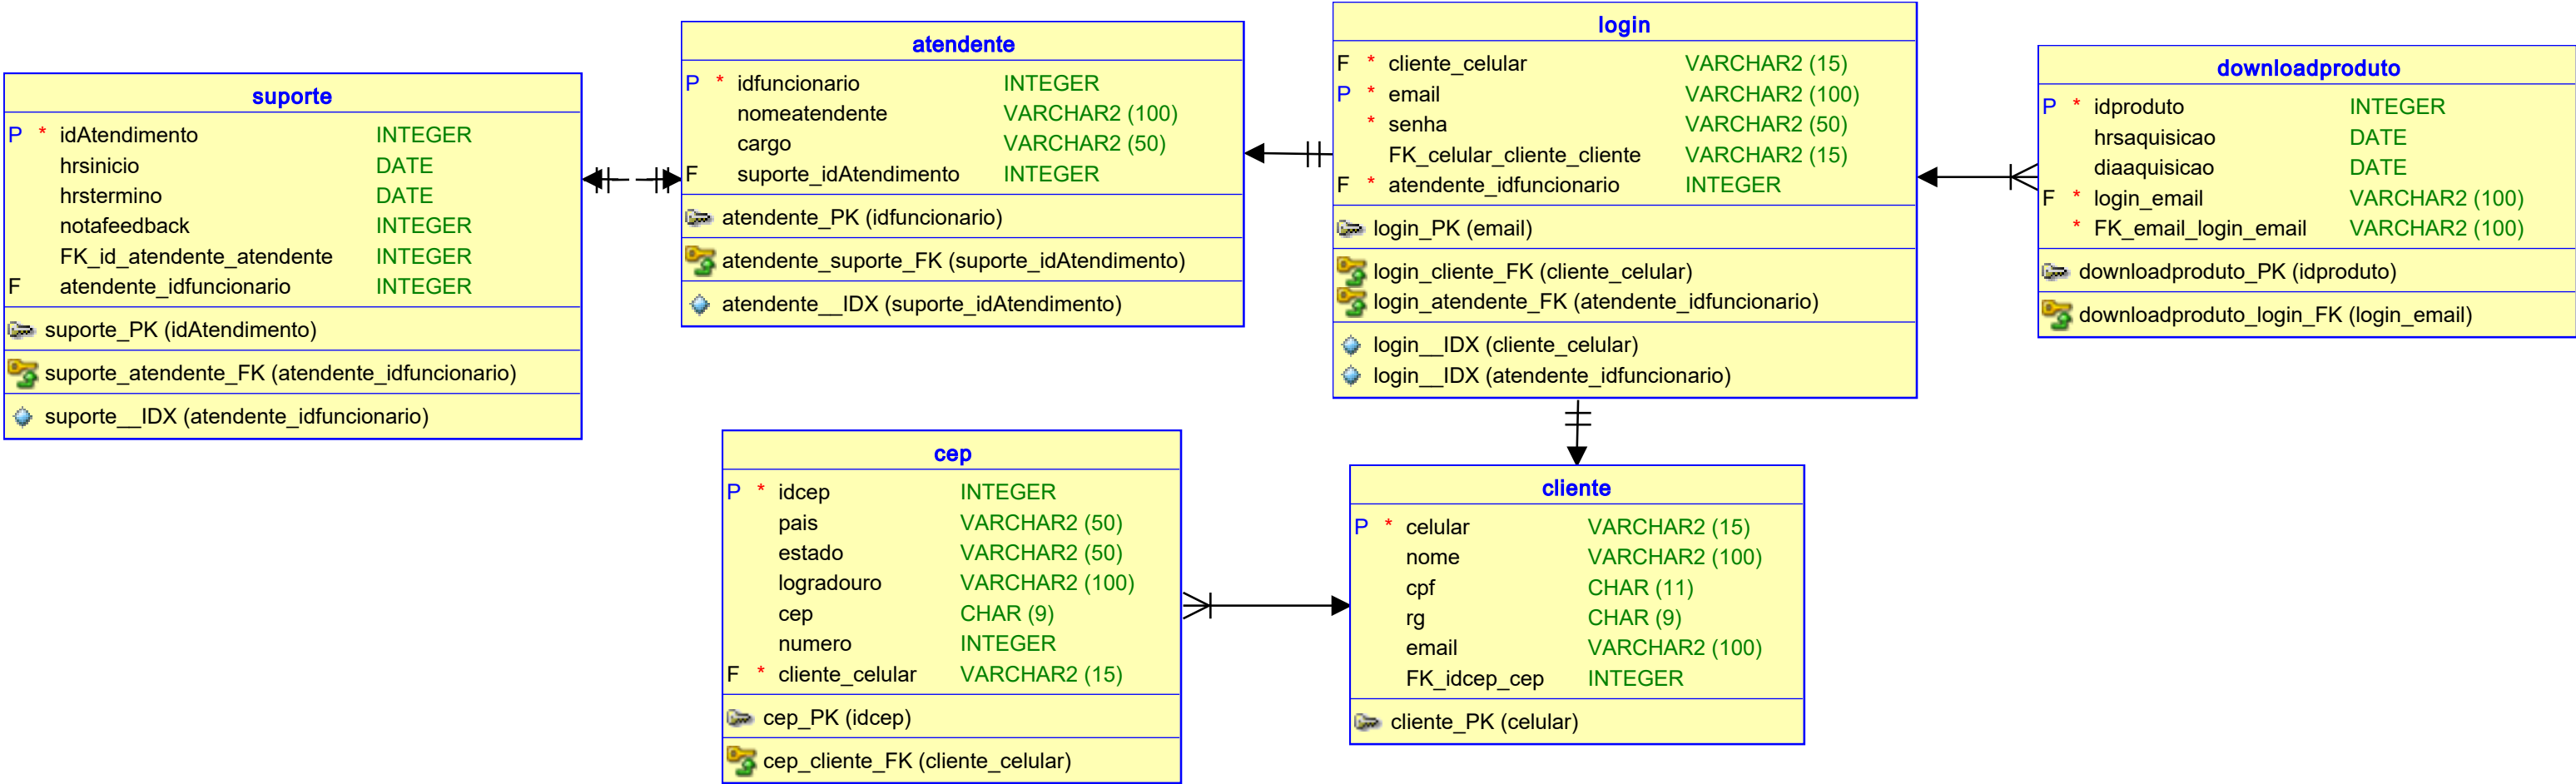 suporte
P * idAtendimento INTEGER
hrsinicio DATE
hrstermino DATE
notafeedback INTEGER
FK_id_atendente_atendente INTEGER
F atendente_idfuncionario INTEGER
suporte_PK (idAtendimento)
suporte_atendente_FK (atendente_idfuncionario)
suporte__IDX (atendente_idfuncionario)
atendente
P * idfuncionario INTEGER
nomeatendente VARCHAR2 (100)
cargo VARCHAR2 (50)
F suporte_idAtendimento INTEGER
atendente_PK (idfuncionario)
atendente_suporte_FK (suporte_idAtendimento)
atendente__IDX (suporte_idAtendimento)
login
F * cliente_celular VARCHAR2 (15)
P * email VARCHAR2 (100)
* senha VARCHAR2 (50)
FK_celular_cliente_cliente VARCHAR2 (15)
F * atendente_idfuncionario INTEGER
login_PK (email)
login_cliente_FK (cliente_celular)
login_atendente_FK (atendente_idfuncionario)
login__IDX (cliente_celular)
login__IDX (atendente_idfuncionario)
downloadproduto
P * idproduto INTEGER
hrsaquisicao DATE
diaaquisicao DATE
F * login_email VARCHAR2 (100)
* FK_email_login_email VARCHAR2 (100)
downloadproduto_PK (idproduto)
downloadproduto_login_FK (login_email)
cep
P * idcep INTEGER
pais VARCHAR2 (50)
estado VARCHAR2 (50)
logradouro VARCHAR2 (100)
cep CHAR (9)
numero INTEGER
F * cliente_celular VARCHAR2 (15)
cep_PK (idcep)
cep_cliente_FK (cliente_celular)
cliente
P * celular VARCHAR2 (15)
nome VARCHAR2 (100)
cpf CHAR (11)
rg CHAR (9)
email VARCHAR2 (100)
FK_idcep_cep INTEGER
cliente_PK (celular)